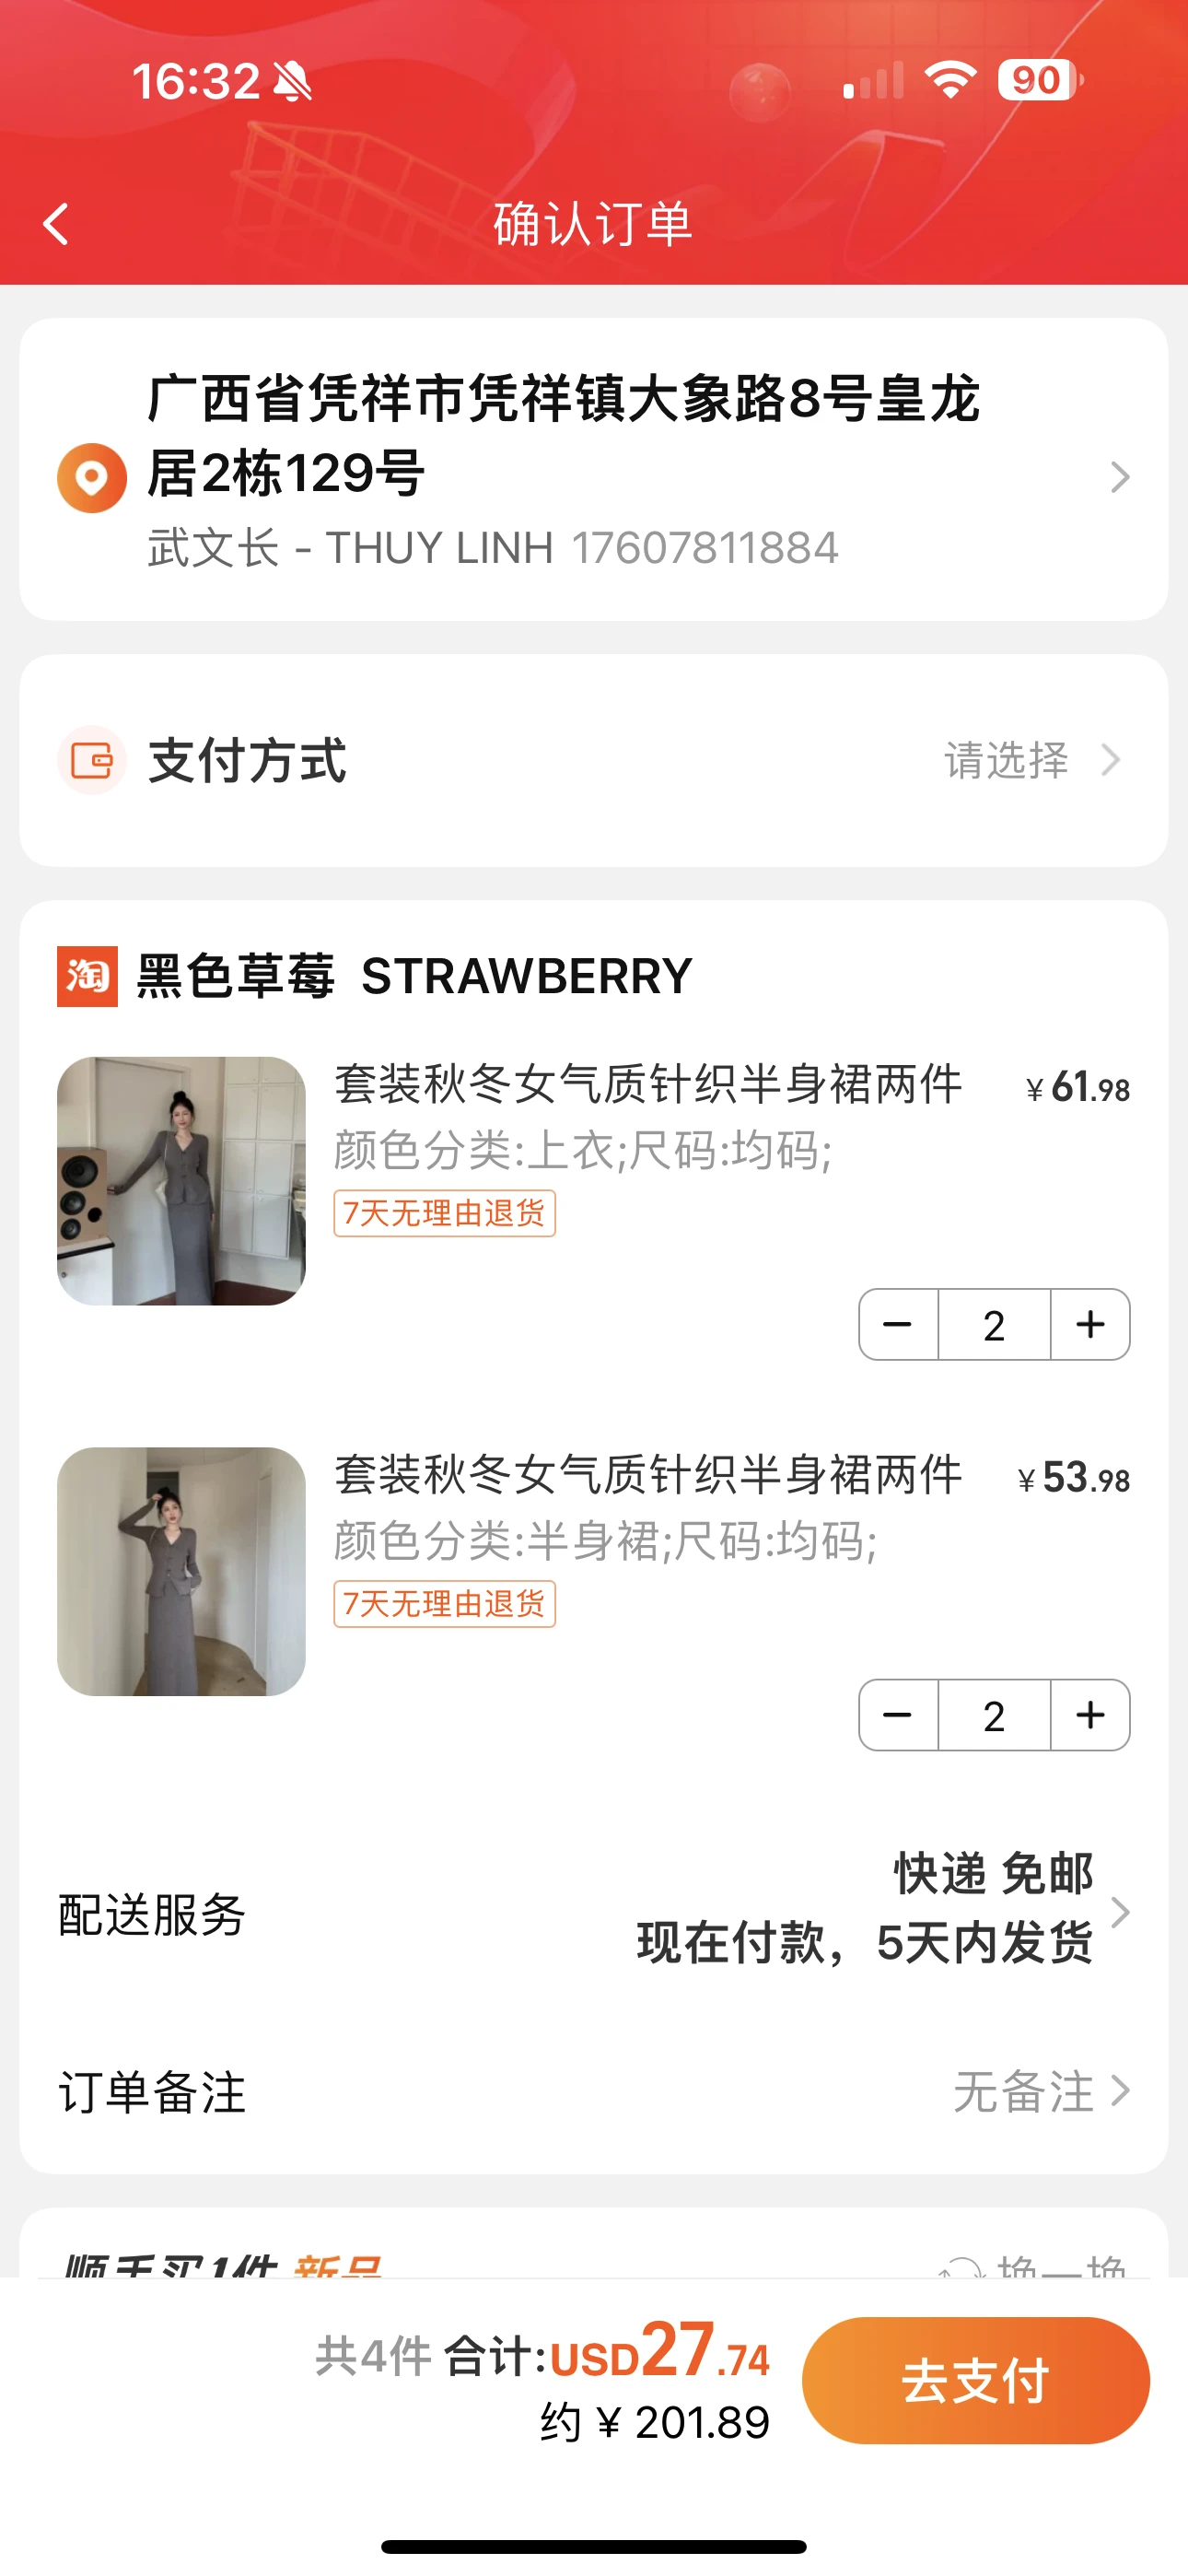 16:32
90
确认订单
广西省凭祥市凭祥镇大象路8号皇龙
居2栋129号
武文长 - THUY LINH 17607811884
支付方式
请选择
淘 黑色草莓 STRAWBERRY
套装秋冬女气质针织半身裙两件
¥61.98
颜色分类:上衣;尺码:均码;
7天无理由退货
2
套装秋冬女气质针织半身裙两件
¥53.98
颜色分类:半身裙;尺码:均码;
7天无理由退货
2
配送服务
快递 免邮
现在付款，5天内发货
订单备注
无备注
顺手买1件 新品
换一换
共4件 合计:USD27.74
约 ¥ 201.89
去支付